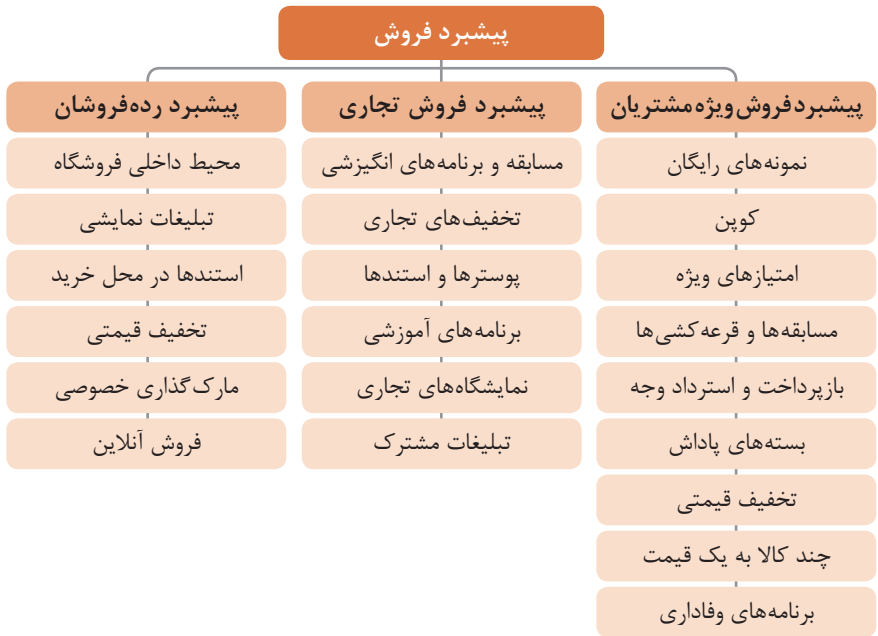 پیشبرد فروش
پیشبرد فروش ویژه مشتریان
نمونه‌های رایگان
کوپن
امتیازهای ویژه
مسابقه‌ها و قرعه‌کشی‌ها
بازپرداخت و استرداد وجه
بسته‌های پاداش
تخفیف قیمتی
چند کالا به یک قیمت
برنامه‌های وفاداری
پیشبرد فروش تجاری
مسابقه و برنامه‌های انگیزشی
تخفیف‌های تجاری
پوسترها و استندها
برنامه‌های آموزشی
نمایشگاه‌های تجاری
تبلیغات مشترک
پیشبرد رده‌فروشان
محیط داخلی فروشگاه
تبلیغات نمایشی
استندها در محل خرید
تخفیف قیمتی
مارک‌گذاری خصوصی
فروش آنلاین